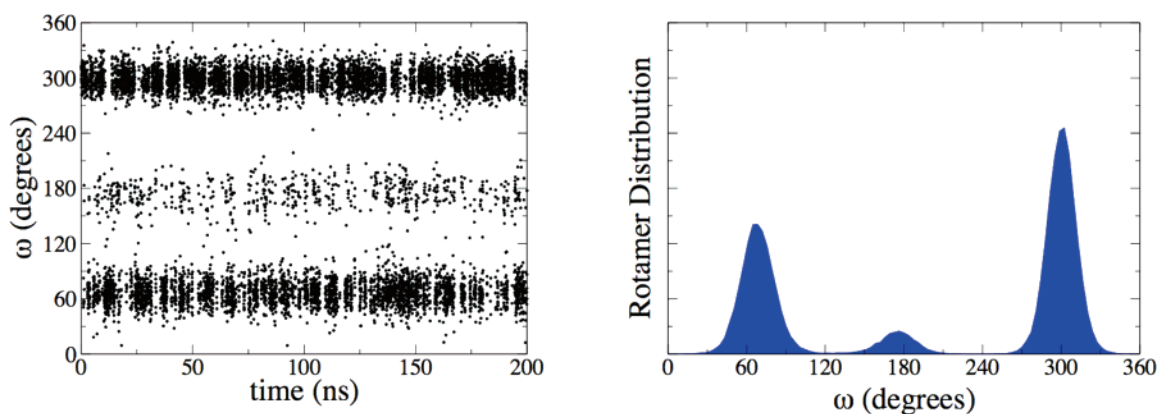 360
300
240
180
120
60
0
ω (degrees)
0 50 100 150 200
time (ns)
Rotamer Distribution
0 60 120 180 240 300 360
ω (degrees)